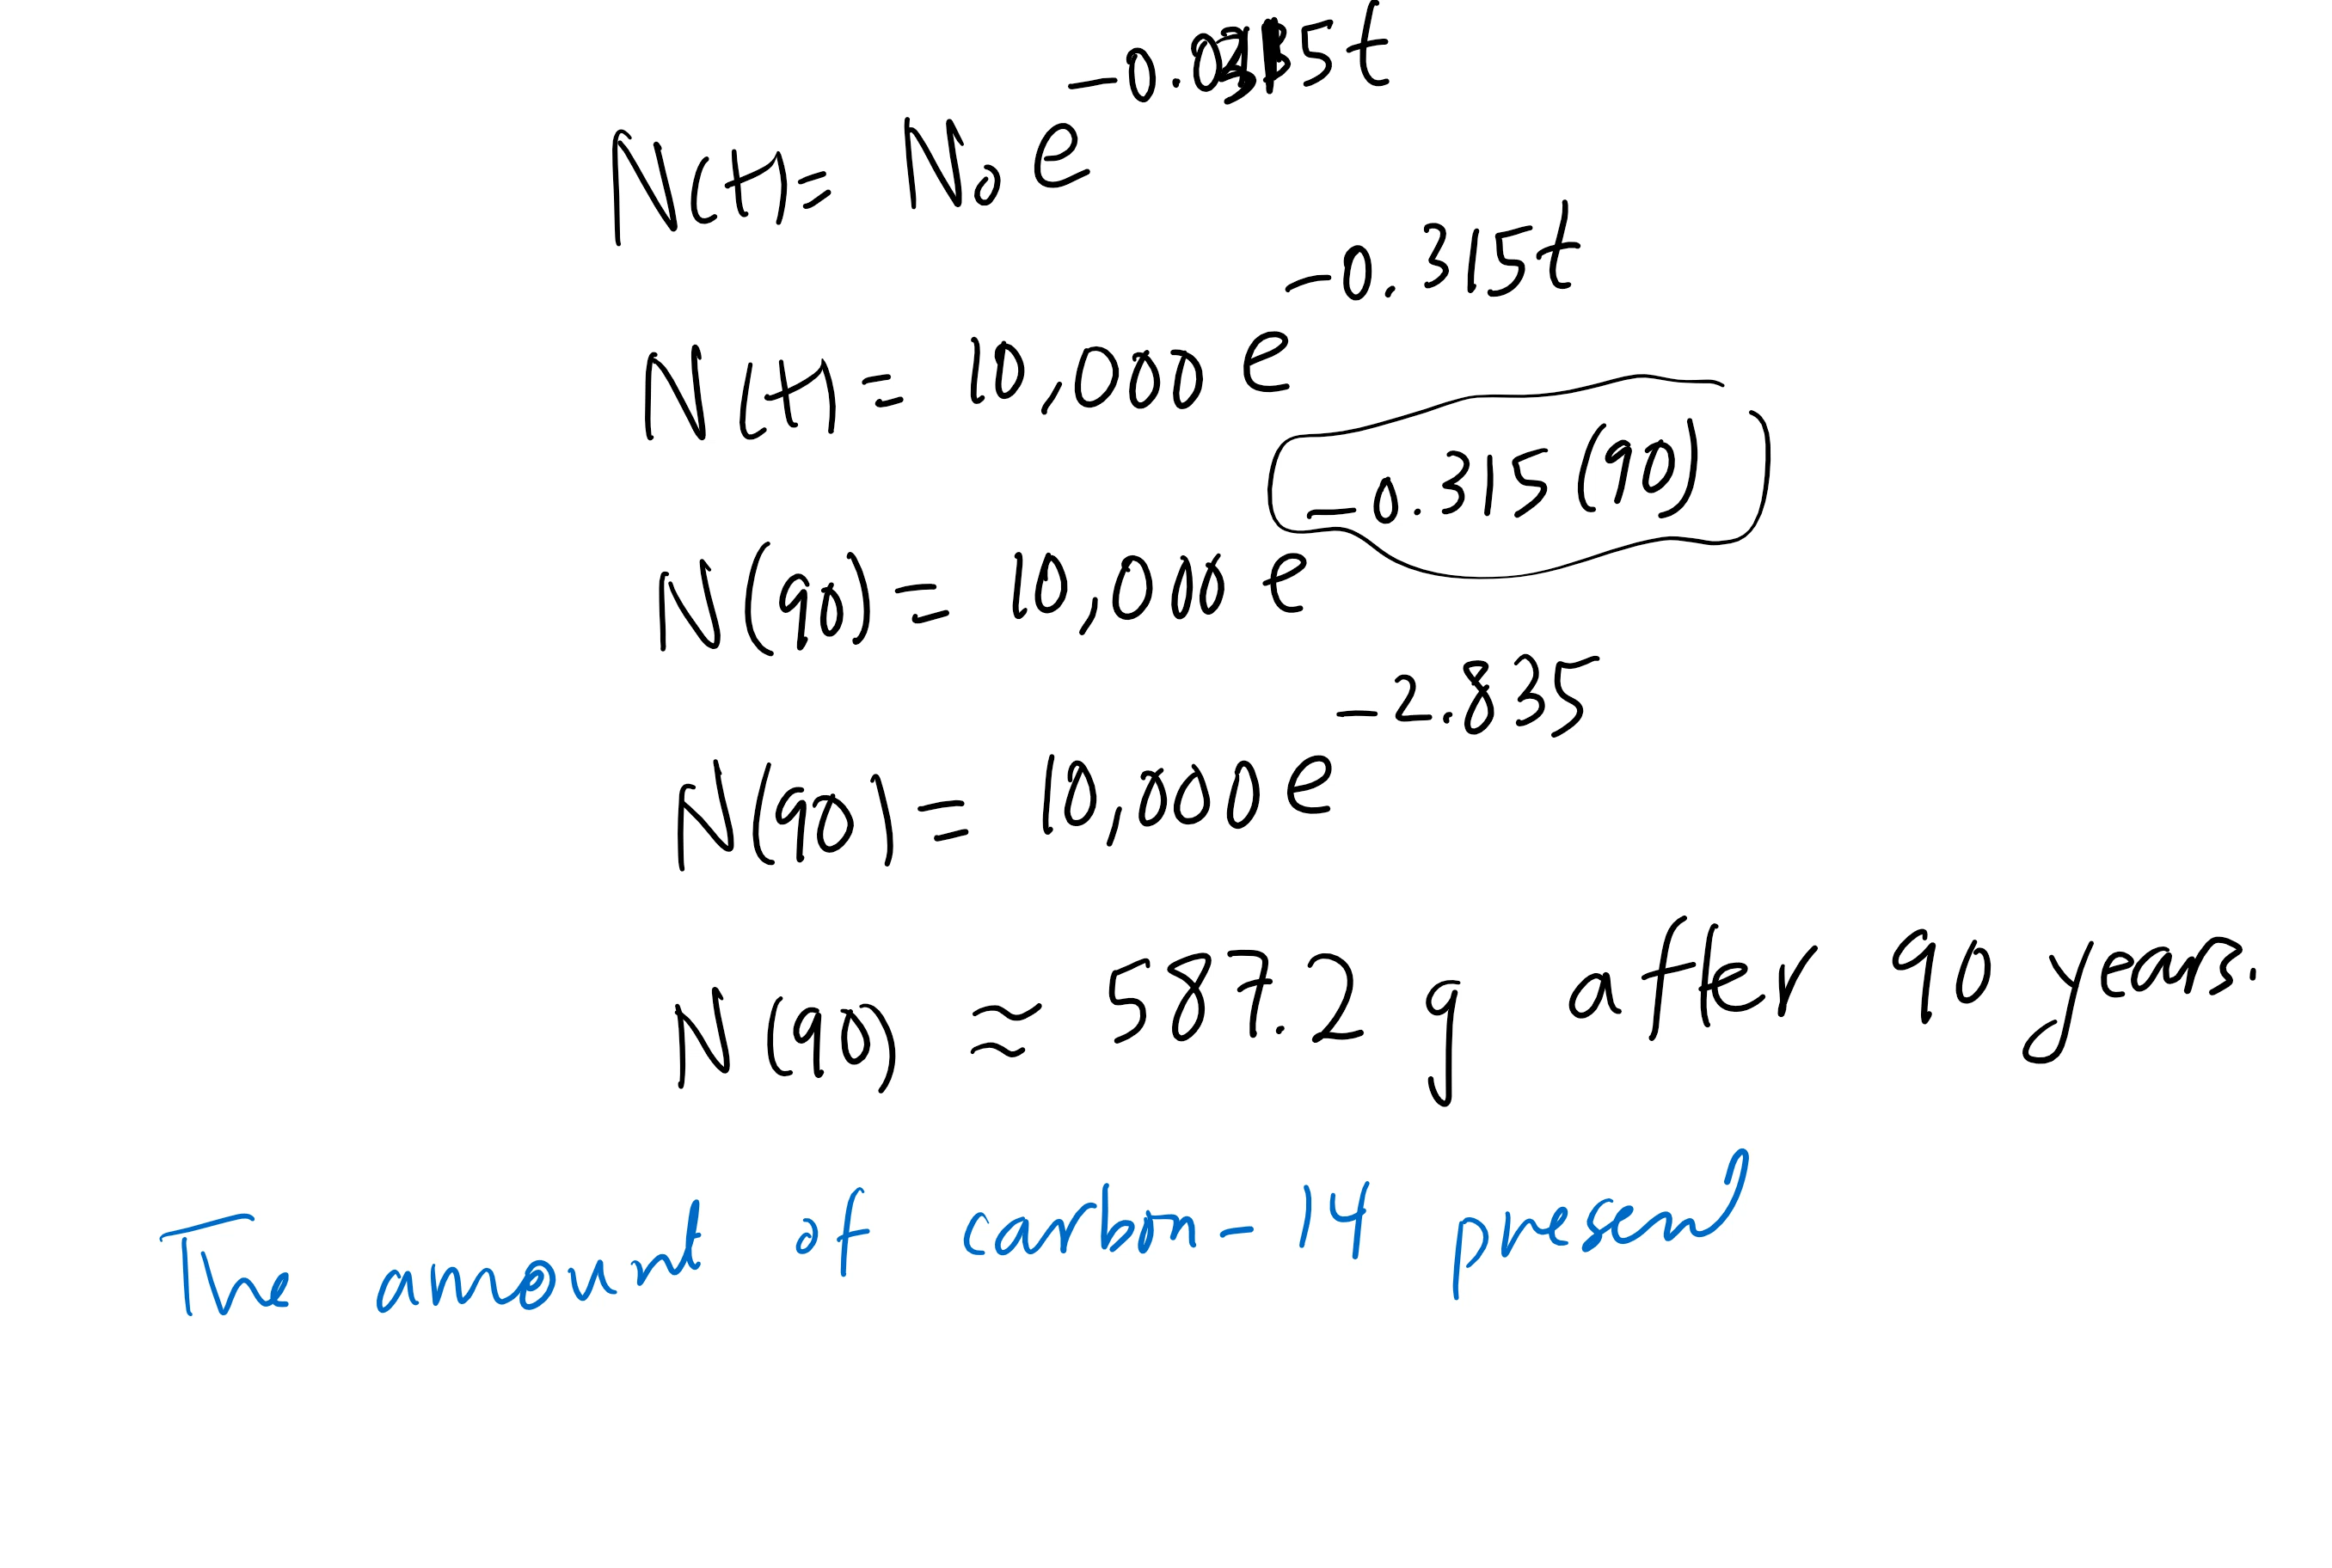 N(t) = N₀ e^{-0.0315t}
N(t) = 10,000 e^{-0.315t}
N(90) = 10,000 e^{-0.315(90)}
N(90) = 10,000 e^{-2.835}
N(90) ≈ 587.2 g after 90 years.
The amount of carbon-14 present